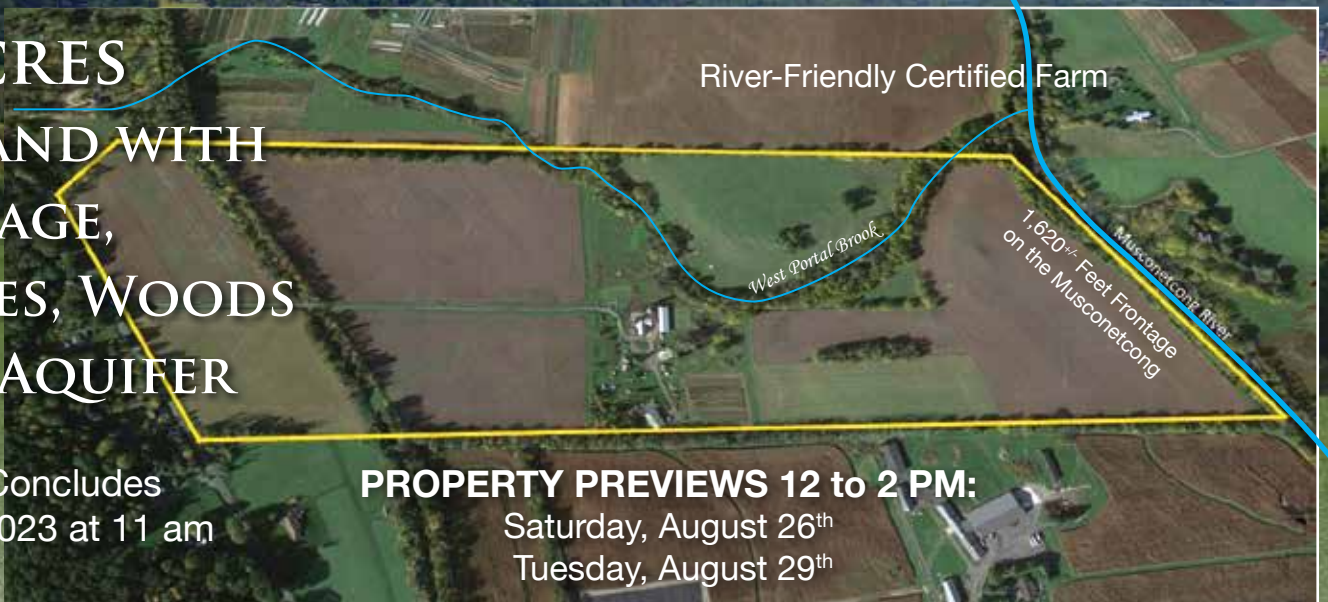 CRES
AND WITH
AGE,
ES, WOODS
AQUIFER
Concludes
023 at 11 am
River-Friendly Certified Farm
West Portal Brook
1,620+/- Feet Frontage
on the Musconetcong
Musconetcong River
PROPERTY PREVIEWS 12 to 2 PM:
Saturday, August 26th
Tuesday, August 29th